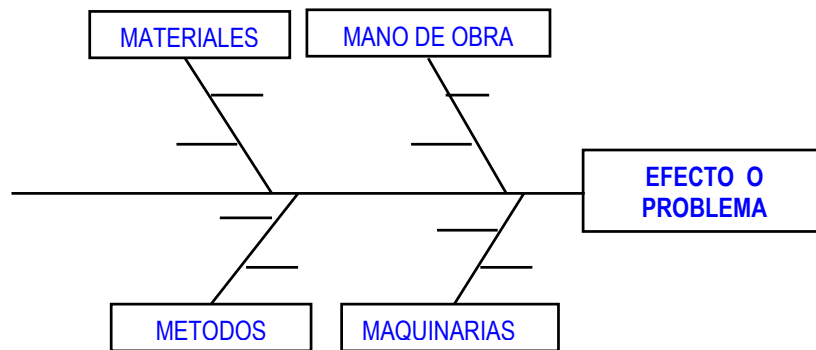 MATERIALES
MANO DE OBRA
EFECTO O
PROBLEMA
METODOS
MAQUINARIAS